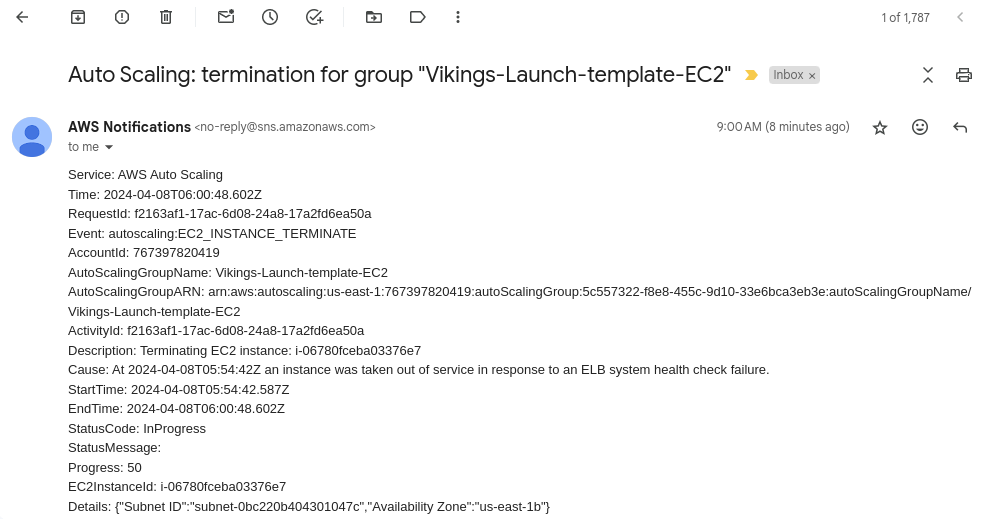 1 of 1,787
Auto Scaling: termination for group "Vikings-Launch-template-EC2" Inbox ×
AWS Notifications <no-reply@sns.amazonaws.com> 9:00 AM (8 minutes ago)
to me
Service: AWS Auto Scaling
Time: 2024-04-08T06:00:48.602Z
RequestId: f2163af1-17ac-6d08-24a8-17a2fd6ea50a
Event: autoscaling:EC2_INSTANCE_TERMINATE
AccountId: 767397820419
AutoScalingGroupName: Vikings-Launch-template-EC2
AutoScalingGroupARN: arn:aws:autoscaling:us-east-1:767397820419:autoScalingGroup:5c557322-f8e8-455c-9d10-33e6bca3eb3e:autoScalingGroupName/
Vikings-Launch-template-EC2
ActivityId: f2163af1-17ac-6d08-24a8-17a2fd6ea50a
Description: Terminating EC2 instance: i-06780fceba03376e7
Cause: At 2024-04-08T05:54:42Z an instance was taken out of service in response to an ELB system health check failure.
StartTime: 2024-04-08T05:54:42.587Z
EndTime: 2024-04-08T06:00:48.602Z
StatusCode: InProgress
StatusMessage:
Progress: 50
EC2InstanceId: i-06780fceba03376e7
Details: {"Subnet ID":"subnet-0bc220b404301047c","Availability Zone":"us-east-1b"}